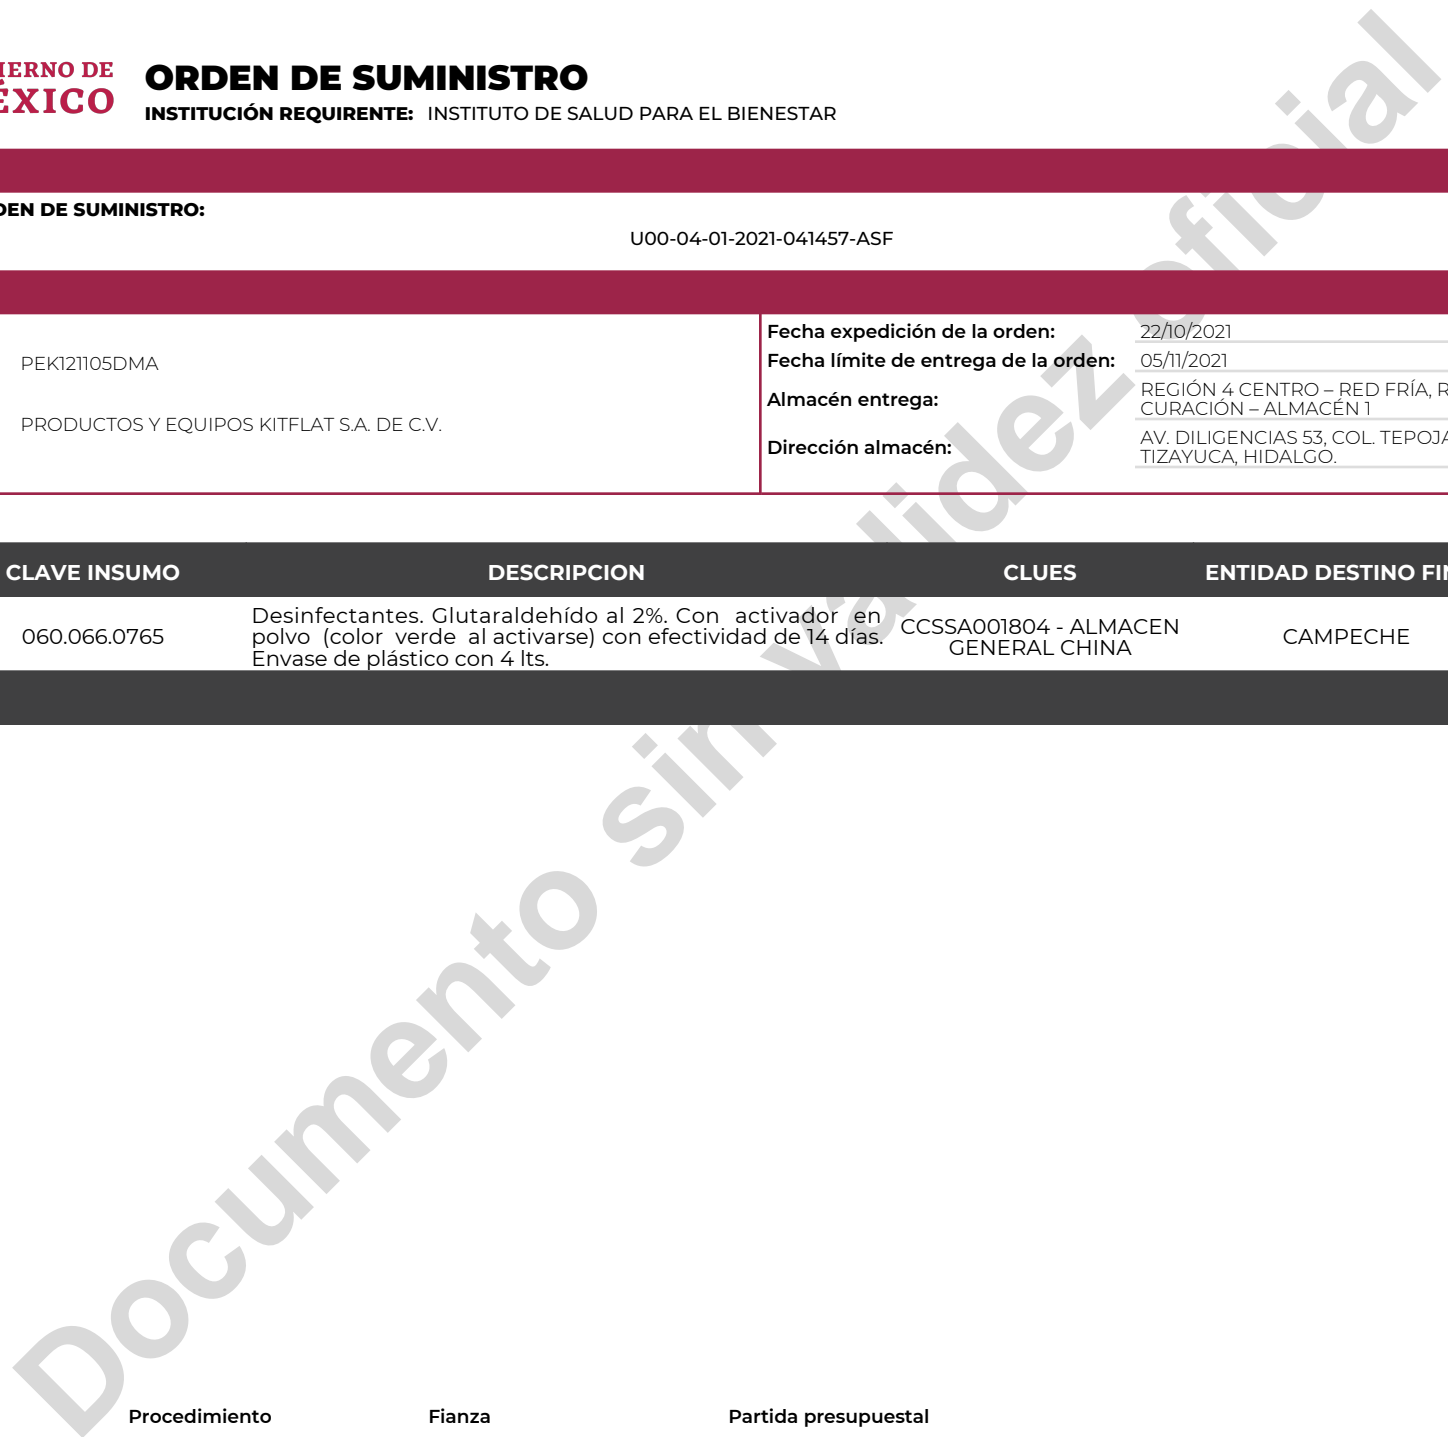 IERNO DE
ÉXICO
ORDEN DE SUMINISTRO
INSTITUCIÓN REQUIRENTE: INSTITUTO DE SALUD PARA EL BIENESTAR
DEN DE SUMINISTRO:
U00-04-01-2021-041457-ASF
PEK121105DMA
PRODUCTOS Y EQUIPOS KITFLAT S.A. DE C.V.
Fecha expedición de la orden: 22/10/2021
Fecha límite de entrega de la orden: 05/11/2021
Almacén entrega: REGIÓN 4 CENTRO – RED FRÍA, R
CURACIÓN – ALMACÉN 1
Dirección almacén: AV. DILIGENCIAS 53, COL. TEPOJA
TIZAYUCA, HIDALGO.
CLAVE INSUMO DESCRIPCION CLUES ENTIDAD DESTINO FIN
060.066.0765
Desinfectantes. Glutaraldehído al 2%. Con activador en
polvo (color verde al activarse) con efectividad de 14 días.
Envase de plástico con 4 lts.
CCSSA001804 - ALMACEN
GENERAL CHINA
CAMPECHE
Documento sin validez oficial
Procedimiento Fianza Partida presupuestal